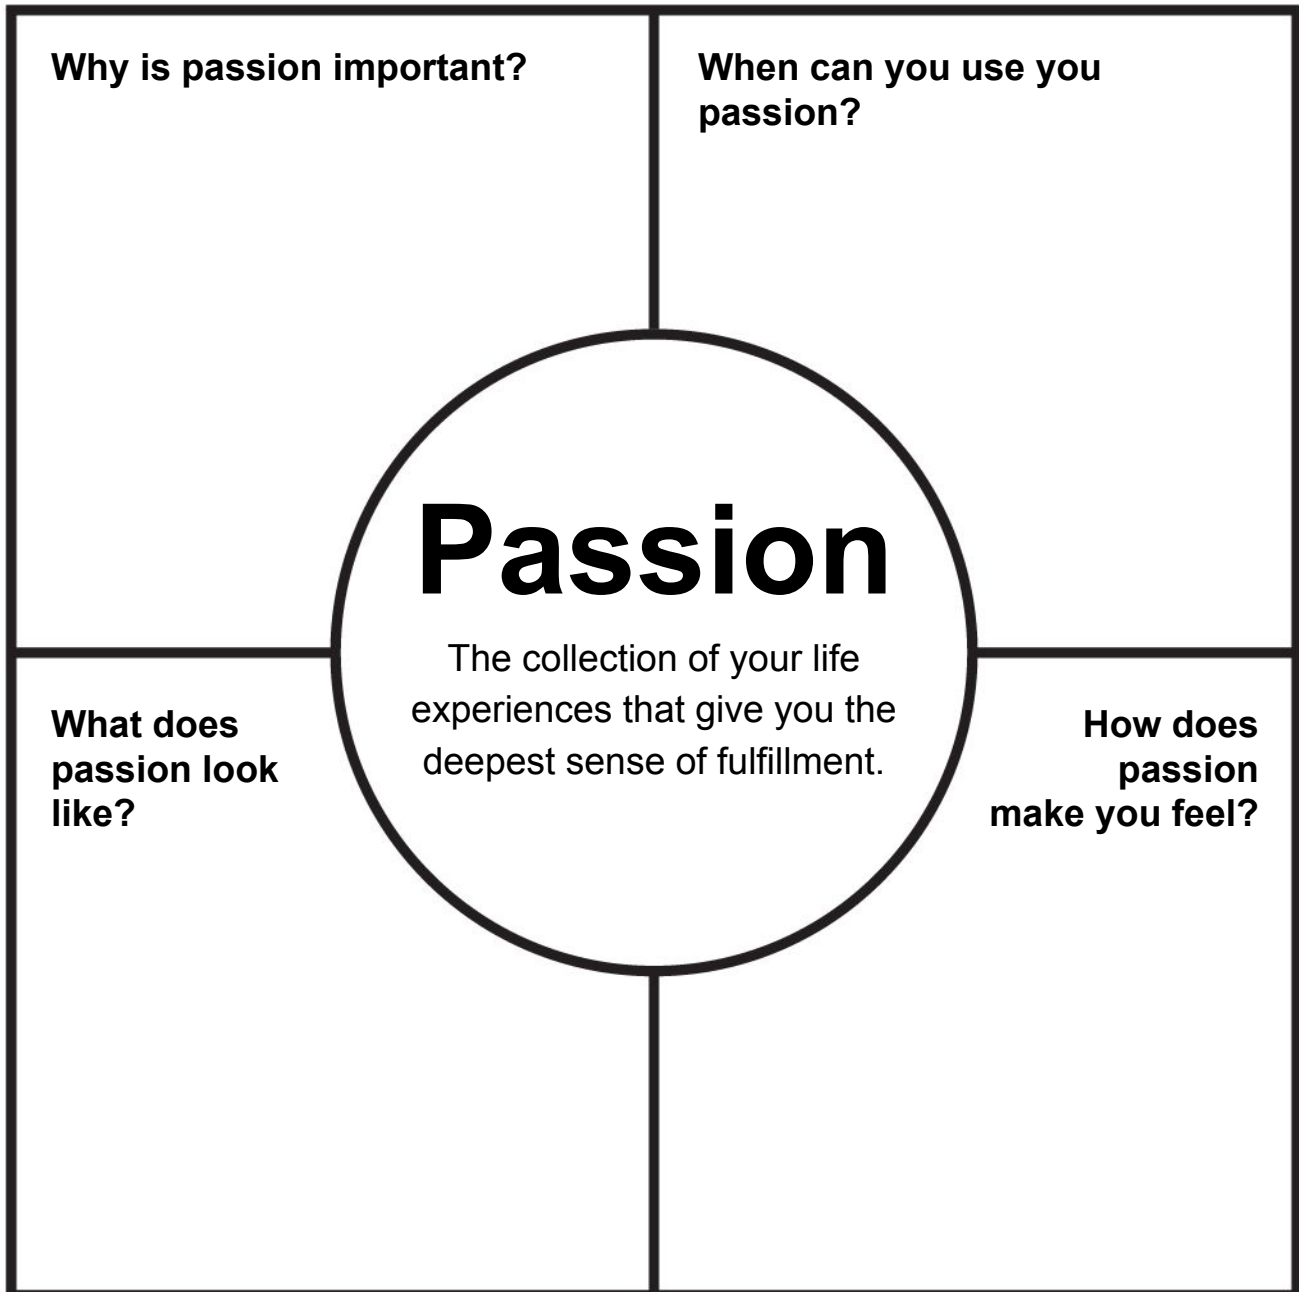 Why is passion important?
When can you use you
passion?
Passion
The collection of your life
experiences that give you the
deepest sense of fulfillment.
What does
passion look
like?
How does
passion
make you feel?